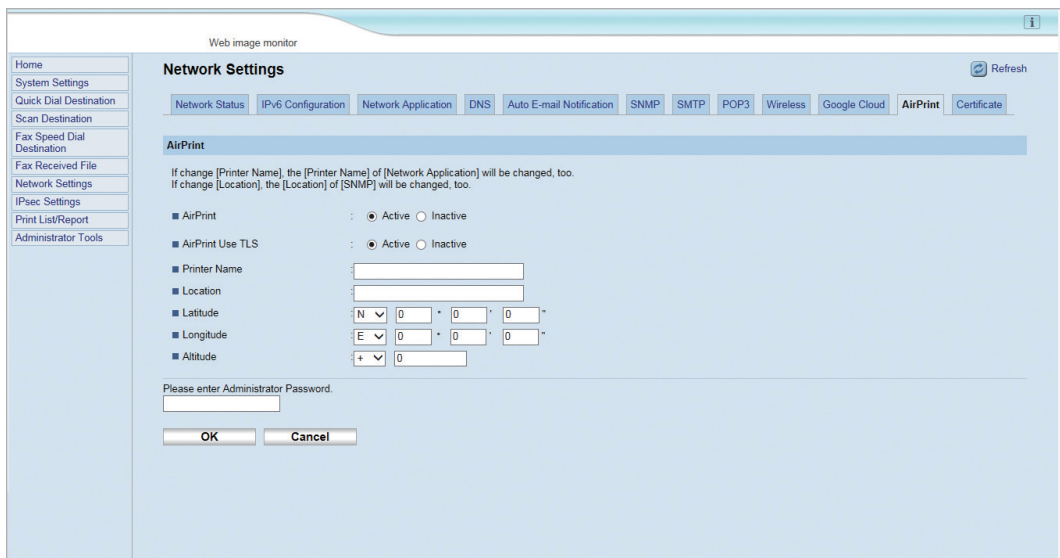 i
Web image monitor
Home
System Settings
Quick Dial Destination
Scan Destination
Fax Speed Dial
Destination
Fax Received File
Network Settings
IPsec Settings
Print List/Report
Administrator Tools
Network Settings
Refresh
Network Status IPv6 Configuration Network Application DNS Auto E-mail Notification SNMP SMTP POP3 Wireless Google Cloud AirPrint Certificate
AirPrint
If change [Printer Name], the [Printer Name] of [Network Application] will be changed, too.
If change [Location], the [Location] of [SNMP] will be changed, too.
AirPrint : Active Inactive
AirPrint Use TLS : Active Inactive
Printer Name :
Location :
Latitude : N 0 ° 0 ' 0 "
Longitude : E 0 ° 0 ' 0 "
Altitude : + 0
Please enter Administrator Password.
OK Cancel